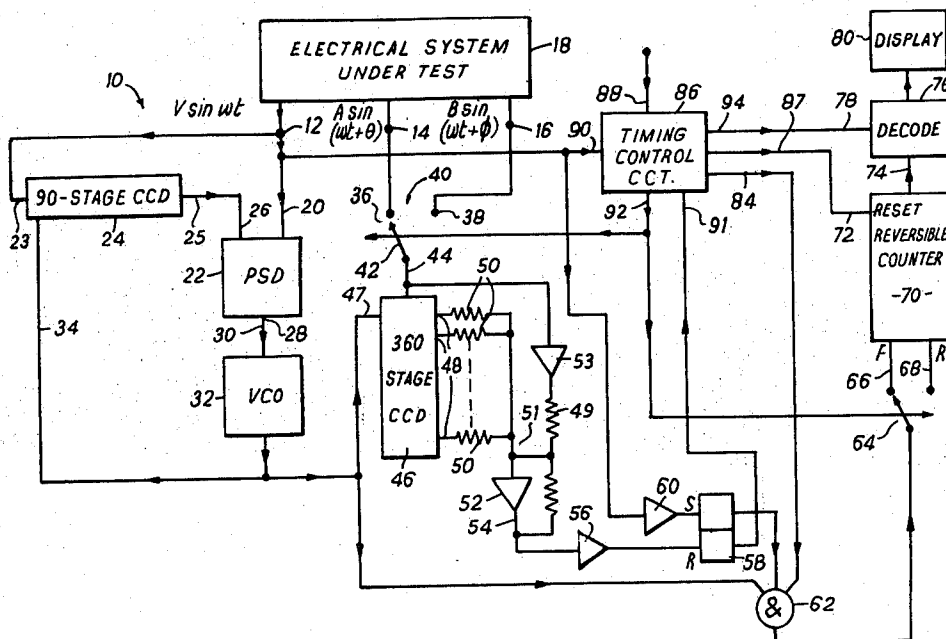 ELECTRICAL SYSTEM
UNDER TEST
18
10
V sin wt
12
A sin
(wt+θ)
14
B sin
(wt+ϕ)
16
88
86
TIMING
CONTROL
CCT.
90
92
91
94
87
84
80
DISPLAY
76
78
DECODE
74
72
RESET
REVERSIBLE
COUNTER
-70-
F
R
66
68
64
23
90-STAGE CCD
24
25
26
20
22
PSD
30
28
32
VCO
34
36
40
38
42
44
47
360
STAGE
CCD
46
48
50
50
53
49
51
52
54
56
60
S
R
58
&
62